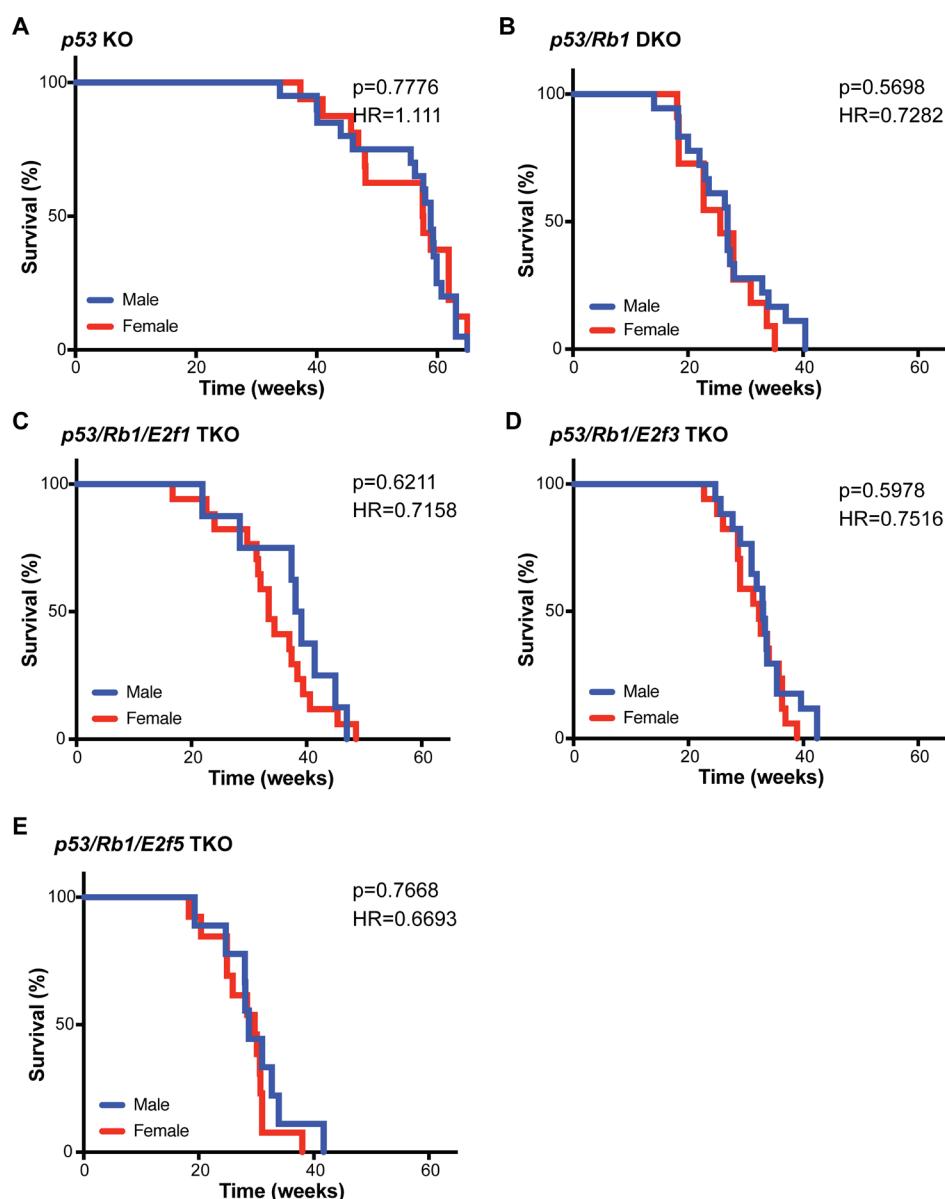 A
p53 KO
p=0.7776
HR=1.111
100
50
0
Survival (%)
Male
Female
0 20 40 60
Time (weeks)
B
p53/Rb1 DKO
p=0.5698
HR=0.7282
100
50
0
Survival (%)
Male
Female
0 20 40 60
Time (weeks)
C
p53/Rb1/E2f1 TKO
p=0.6211
HR=0.7158
100
50
0
Survival (%)
Male
Female
0 20 40 60
Time (weeks)
D
p53/Rb1/E2f3 TKO
p=0.5978
HR=0.7516
100
50
0
Survival (%)
Male
Female
0 20 40 60
Time (weeks)
E
p53/Rb1/E2f5 TKO
p=0.7668
HR=0.6693
100
50
0
Survival (%)
Male
Female
0 20 40 60
Time (weeks)